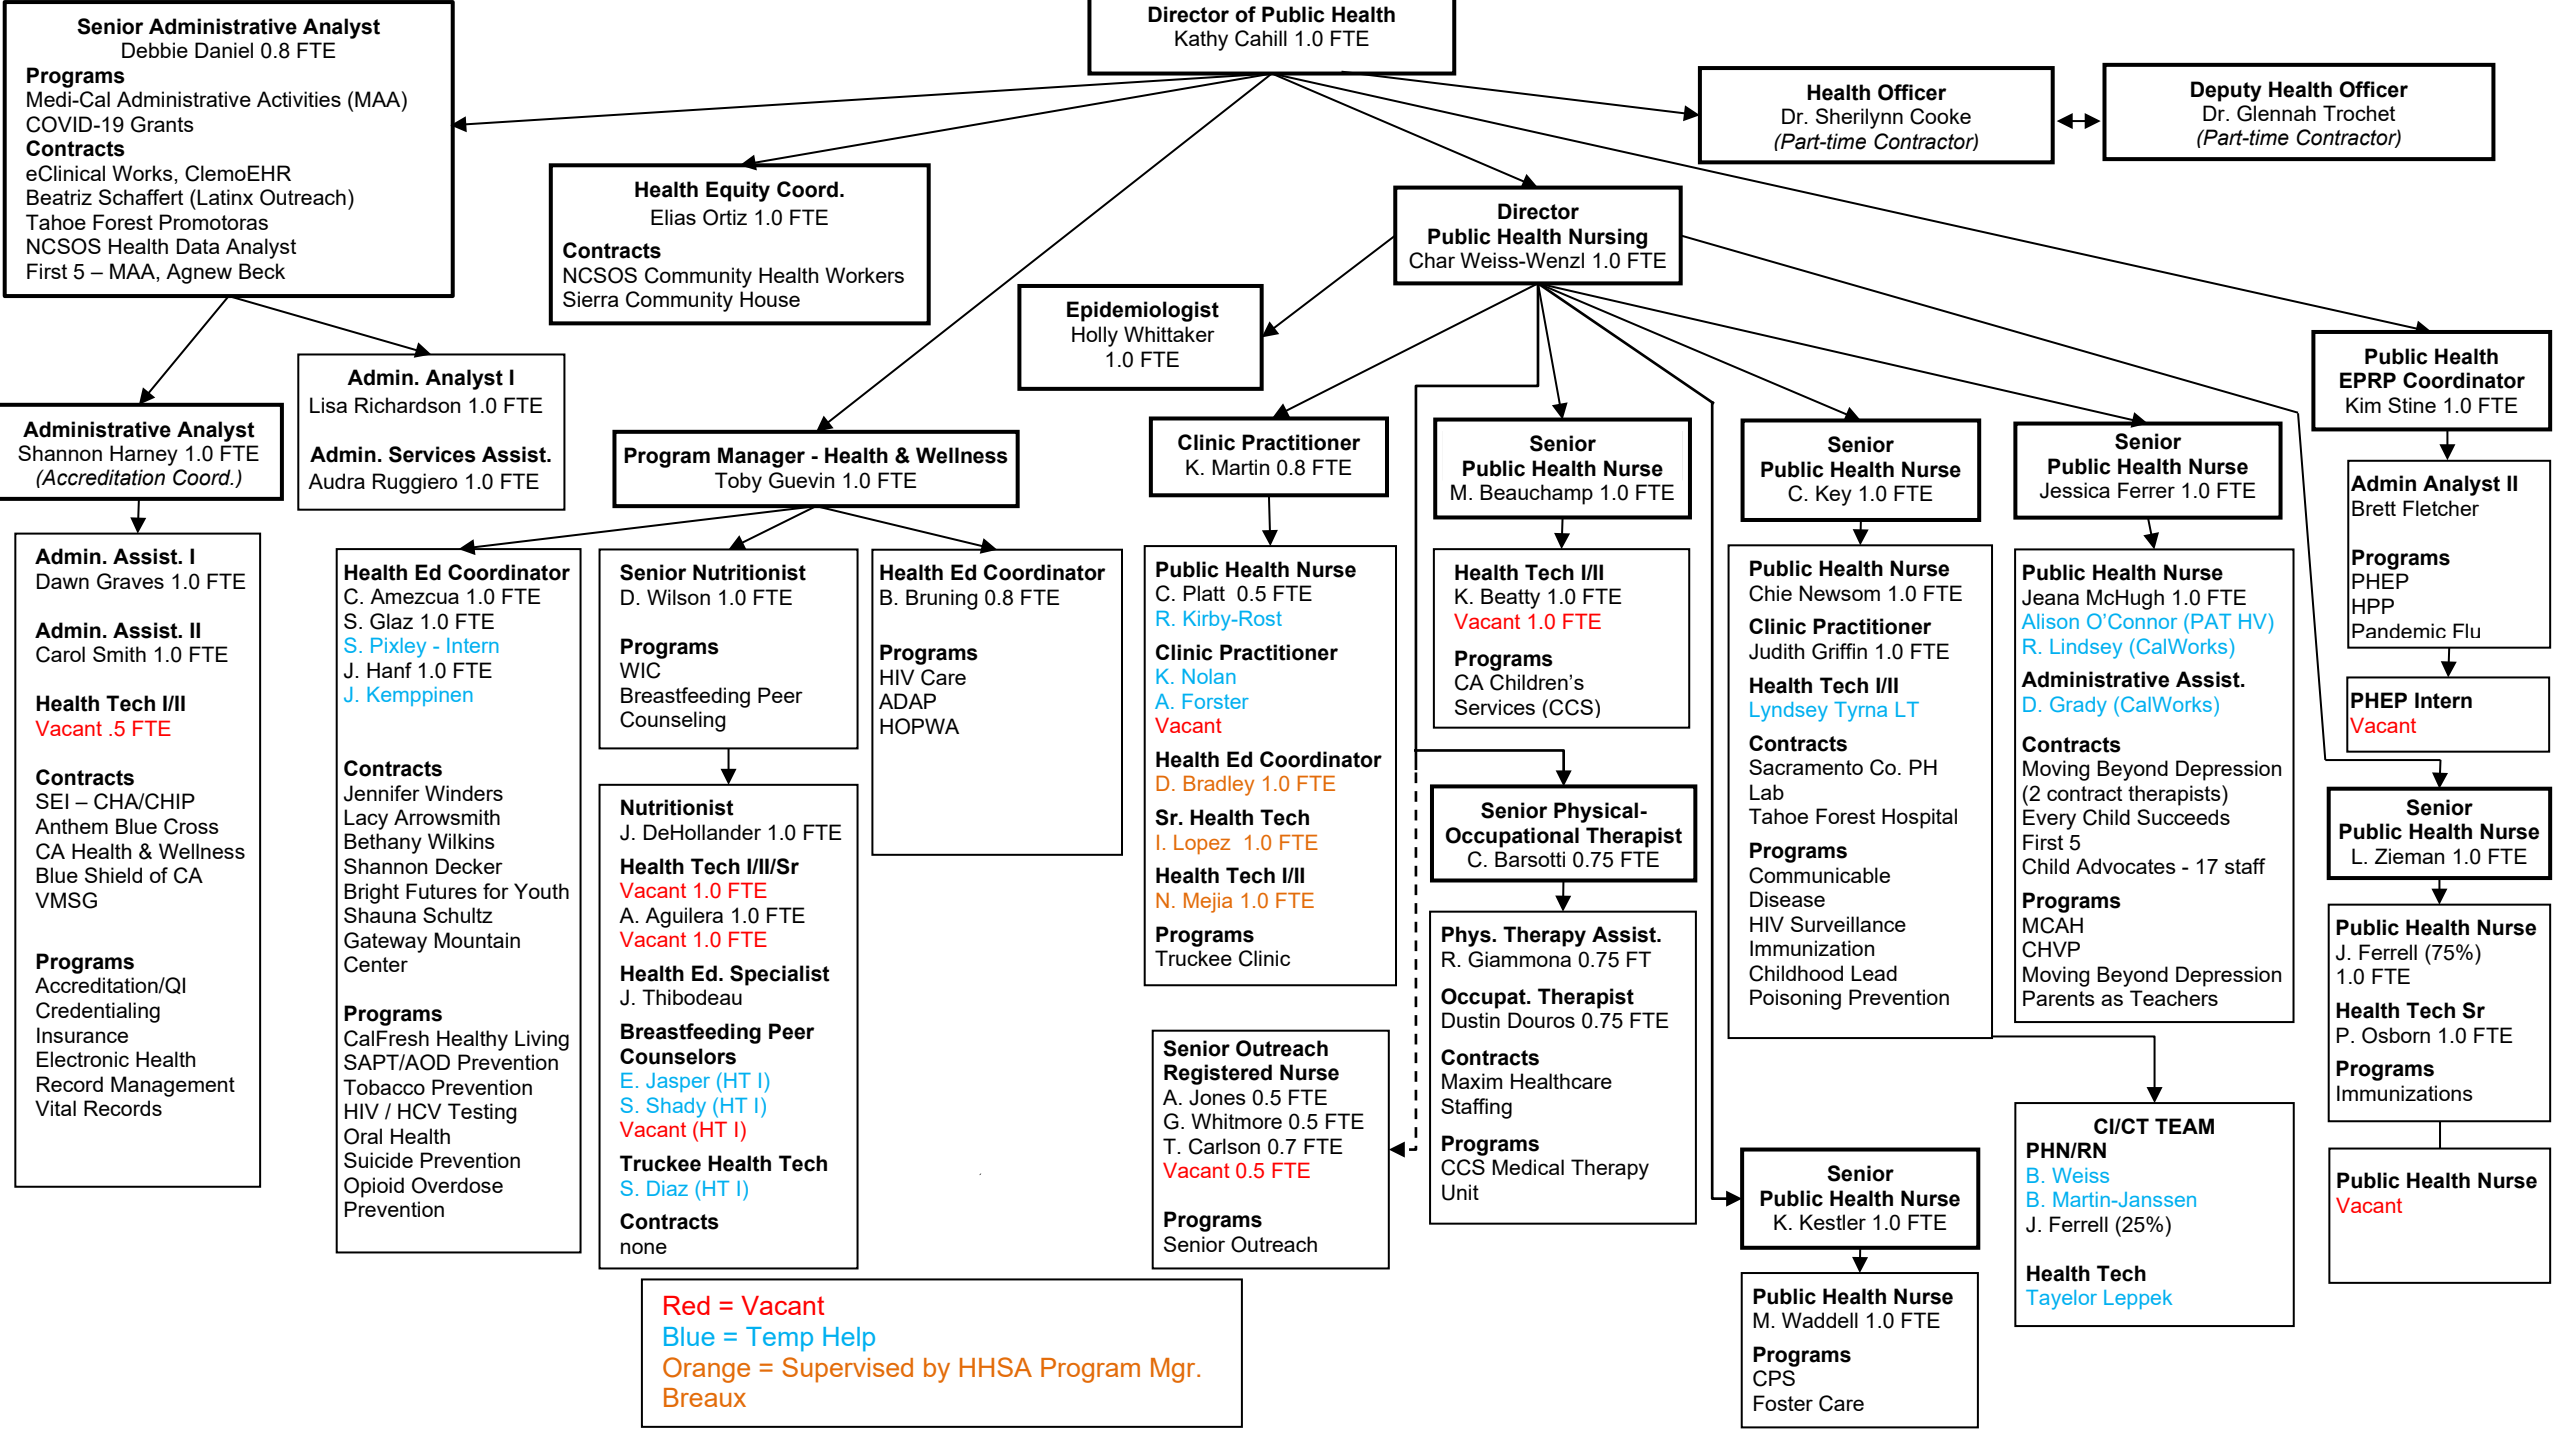 Senior Administrative Analyst
Debbie Daniel 0.8 FTE
Programs
Medi-Cal Administrative Activities (MAA)
COVID-19 Grants
Contracts
eClinical Works, ClemoEHR
Beatriz Schaffert (Latinx Outreach)
Tahoe Forest Promotoras
NCSOS Health Data Analyst
First 5 – MAA, Agnew Beck
Director of Public Health
Kathy Cahill 1.0 FTE
Health Officer
Dr. Sherilynn Cooke
(Part-time Contractor)
Deputy Health Officer
Dr. Glennah Trochet
(Part-time Contractor)
Health Equity Coord.
Elias Ortiz 1.0 FTE
Contracts
NCSOS Community Health Workers
Sierra Community House
Director
Public Health Nursing
Char Weiss-Wenzl 1.0 FTE
Epidemiologist
Holly Whittaker
1.0 FTE
Public Health
EPRP Coordinator
Kim Stine 1.0 FTE
Admin. Analyst I
Lisa Richardson 1.0 FTE
Admin. Services Assist.
Audra Ruggiero 1.0 FTE
Administrative Analyst
Shannon Harney 1.0 FTE
(Accreditation Coord.)
Program Manager - Health & Wellness
Toby Guevin 1.0 FTE
Clinic Practitioner
K. Martin 0.8 FTE
Senior
Public Health Nurse
M. Beauchamp 1.0 FTE
Senior
Public Health Nurse
C. Key 1.0 FTE
Senior
Public Health Nurse
Jessica Ferrer 1.0 FTE
Admin Analyst II
Brett Fletcher
Programs
PHEP
HPP
Pandemic Flu
PHEP Intern
Vacant
Admin. Assist. I
Dawn Graves 1.0 FTE
Admin. Assist. II
Carol Smith 1.0 FTE
Health Tech I/II
Vacant .5 FTE
Contracts
SEI – CHA/CHIP
Anthem Blue Cross
CA Health & Wellness
Blue Shield of CA
VMSG
Programs
Accreditation/QI
Credentialing
Insurance
Electronic Health
Record Management
Vital Records
Health Ed Coordinator
C. Amezcua 1.0 FTE
S. Glaz 1.0 FTE
S. Pixley - Intern
J. Hanf 1.0 FTE
J. Kemppinen
Contracts
Jennifer Winders
Lacy Arrowsmith
Bethany Wilkins
Shannon Decker
Bright Futures for Youth
Shauna Schultz
Gateway Mountain
Center
Programs
CalFresh Healthy Living
SAPT/AOD Prevention
Tobacco Prevention
HIV / HCV Testing
Oral Health
Suicide Prevention
Opioid Overdose
Prevention
Senior Nutritionist
D. Wilson 1.0 FTE
Programs
WIC
Breastfeeding Peer
Counseling
Nutritionist
J. DeHollander 1.0 FTE
Health Tech I/II/Sr
Vacant 1.0 FTE
A. Aguilera 1.0 FTE
Vacant 1.0 FTE
Health Ed. Specialist
J. Thibodeau
Breastfeeding Peer
Counselors
E. Jasper (HT I)
S. Shady (HT I)
Vacant (HT I)
Truckee Health Tech
S. Diaz (HT I)
Contracts
none
Health Ed Coordinator
B. Bruning 0.8 FTE
Programs
HIV Care
ADAP
HOPWA
Public Health Nurse
C. Platt 0.5 FTE
R. Kirby-Rost
Clinic Practitioner
K. Nolan
A. Forster
Vacant
Health Ed Coordinator
D. Bradley 1.0 FTE
Sr. Health Tech
I. Lopez 1.0 FTE
Health Tech I/II
N. Mejia 1.0 FTE
Programs
Truckee Clinic
Senior Outreach
Registered Nurse
A. Jones 0.5 FTE
G. Whitmore 0.5 FTE
T. Carlson 0.7 FTE
Vacant 0.5 FTE
Programs
Senior Outreach
Health Tech I/II
K. Beatty 1.0 FTE
Vacant 1.0 FTE
Programs
CA Children’s
Services (CCS)
Senior Physical-
Occupational Therapist
C. Barsotti 0.75 FTE
Phys. Therapy Assist.
R. Giammona 0.75 FT
Occupat. Therapist
Dustin Douros 0.75 FTE
Contracts
Maxim Healthcare
Staffing
Programs
CCS Medical Therapy
Unit
Public Health Nurse
Chie Newsom 1.0 FTE
Clinic Practitioner
Judith Griffin 1.0 FTE
Health Tech I/II
Lyndsey Tyrna LT
Contracts
Sacramento Co. PH
Lab
Tahoe Forest Hospital
Programs
Communicable
Disease
HIV Surveillance
Immunization
Childhood Lead
Poisoning Prevention
Senior
Public Health Nurse
K. Kestler 1.0 FTE
Public Health Nurse
M. Waddell 1.0 FTE
Programs
CPS
Foster Care
Public Health Nurse
Jeana McHugh 1.0 FTE
Alison O’Connor (PAT HV)
R. Lindsey (CalWorks)
Administrative Assist.
D. Grady (CalWorks)
Contracts
Moving Beyond Depression
(2 contract therapists)
Every Child Succeeds
First 5
Child Advocates - 17 staff
Programs
MCAH
CHVP
Moving Beyond Depression
Parents as Teachers
CI/CT TEAM
PHN/RN
B. Weiss
B. Martin-Janssen
J. Ferrell (25%)
Health Tech
Tayelor Leppek
Senior
Public Health Nurse
L. Zieman 1.0 FTE
Public Health Nurse
J. Ferrell (75%)
1.0 FTE
Health Tech Sr
P. Osborn 1.0 FTE
Programs
Immunizations
Public Health Nurse
Vacant
Red = Vacant
Blue = Temp Help
Orange = Supervised by HHSA Program Mgr.
Breaux